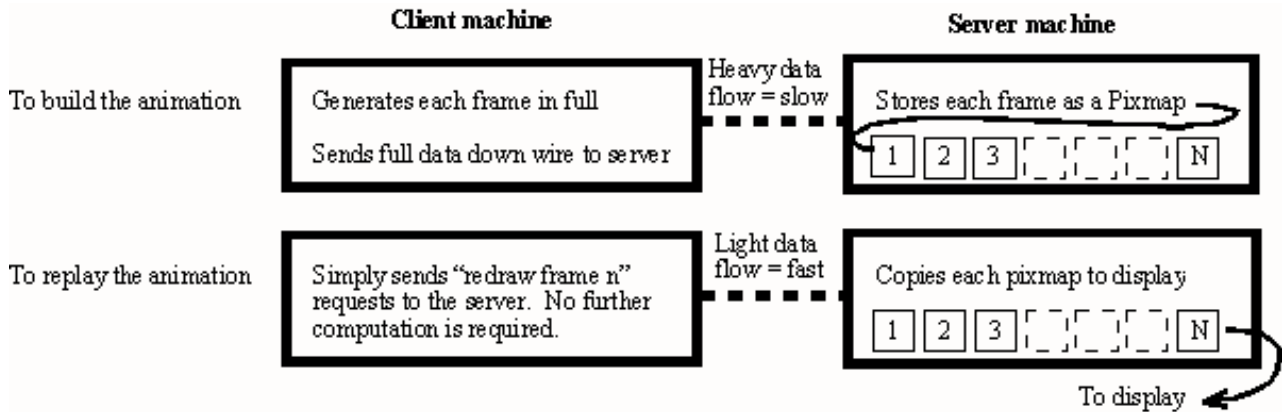 Client machine
Server machine
To build the animation
Generates each frame in full
Sends full data down wire to server
Heavy data
flow = slow
Stores each frame as a Pixmap
1 2 3 N
To replay the animation
Simply sends “redraw frame n”
requests to the server. No further
computation is required.
Light data
flow = fast
Copies each pixmap to display
1 2 3 N
To display